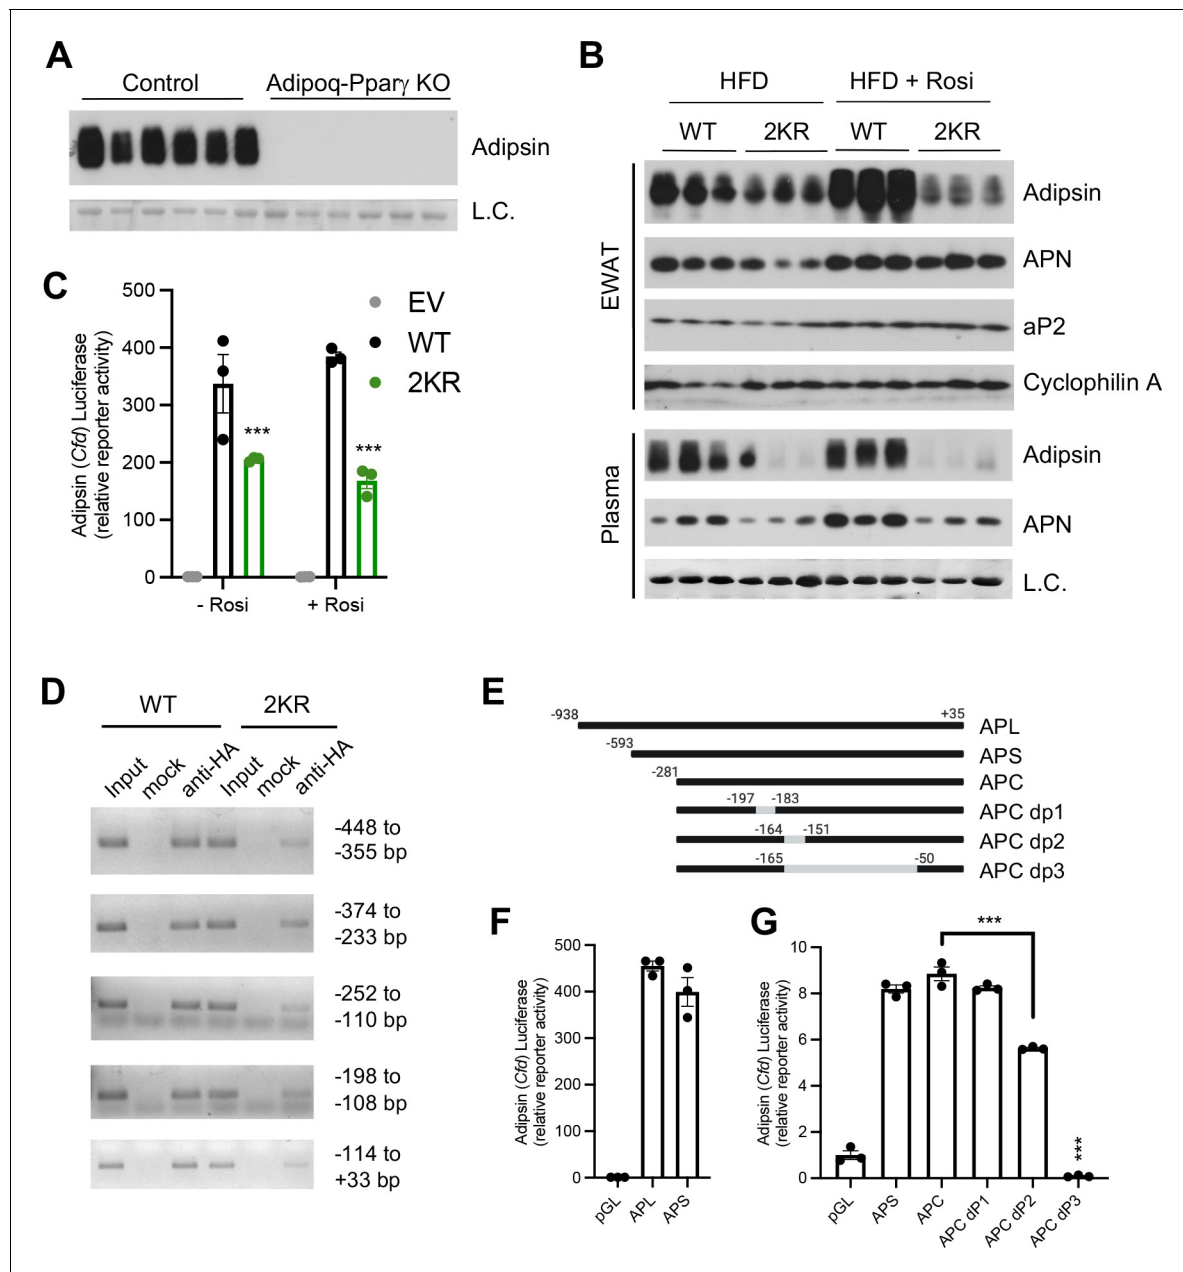 A
Control
Adipoq-Pparγ KO
Adipsin
L.C.
B
HFD
HFD + Rosi
WT
2KR
WT
2KR
EWAT
Adipsin
APN
aP2
Cyclophilin A
Plasma
Adipsin
APN
L.C.
C
Adipsin (Cfd) Luciferase
(relative reporter activity)
500
400
300
200
100
0
EV
WT
2KR
***
***
- Rosi
+ Rosi
D
WT
2KR
Input
mock
anti-HA
Input
mock
anti-HA
-448 to
-355 bp
-374 to
-233 bp
-252 to
-110 bp
-198 to
-108 bp
-114 to
+33 bp
E
-938
+35
APL
-593
APS
-281
APC
-197
-183
APC dp1
-164
-151
APC dp2
-165
-50
APC dp3
F
Adipsin (Cfd) Luciferase
(relative reporter activity)
500
400
300
200
100
0
pGL
APL
APS
G
Adipsin (Cfd) Luciferase
(relative reporter activity)
10
8
6
4
2
0
***
***
pGL
APS
APC
APC dP1
APC dP2
APC dP3